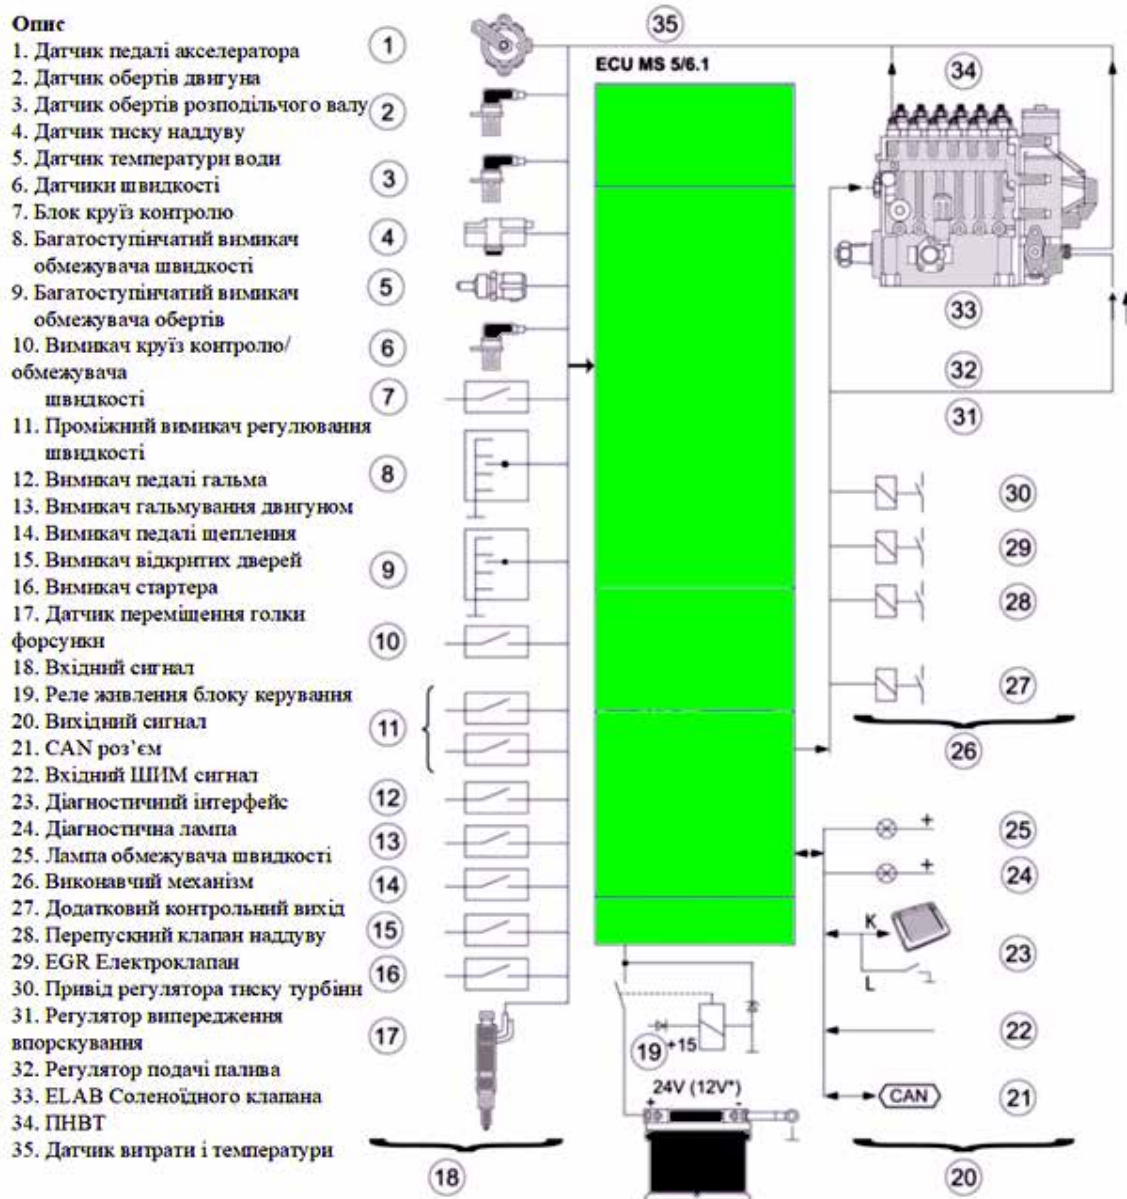 Опис
1. Датчик педалі акселератора
2. Датчик обертів двигуна
3. Датчик обертів розподільчого валу
4. Датчик тиску наддуву
5. Датчик температури води
6. Датчики швидкості
7. Блок круїз контролю
8. Багатоступінчатий вимикач
обмежувача швидкості
9. Багатоступінчатий вимикач
обмежувача обертів
10. Вимикач круїз контролю/
обмежувача
швидкості
11. Проміжний вимикач регулювання
швидкості
12. Вимикач педалі гальма
13. Вимикач гальмування двигуном
14. Вимикач педалі щеплення
15. Вимикач відкритих дверей
16. Вимикач стартера
17. Датчик переміщення голки
форсунки
18. Вхідний сигнал
19. Реле живлення блоку керування
20. Вихідний сигнал
21. CAN роз’єм
22. Вхідний ШИМ сигнал
23. Діагностичний інтерфейс
24. Діагностична лампа
25. Лампа обмежувача швидкості
26. Виконавчий механізм
27. Додатковий контрольний вихід
28. Перепускний клапан наддуву
29. EGR Електроклапан
30. Привід регулятора тиску турбіни
31. Регулятор випередження
впорскування
32. Регулятор подачі палива
33. ELAB Соленоїдного клапана
34. ПНВТ
35. Датчик витрати і температури
1
2
3
4
5
6
7
8
9
10
11
12
13
14
15
16
17
18
35
ECU MS 5/6.1
34
33
32
31
30
29
28
27
26
+
25
+
24
K
L
23
22
CAN
21
20
19
+15
24V (12V*)
+ -